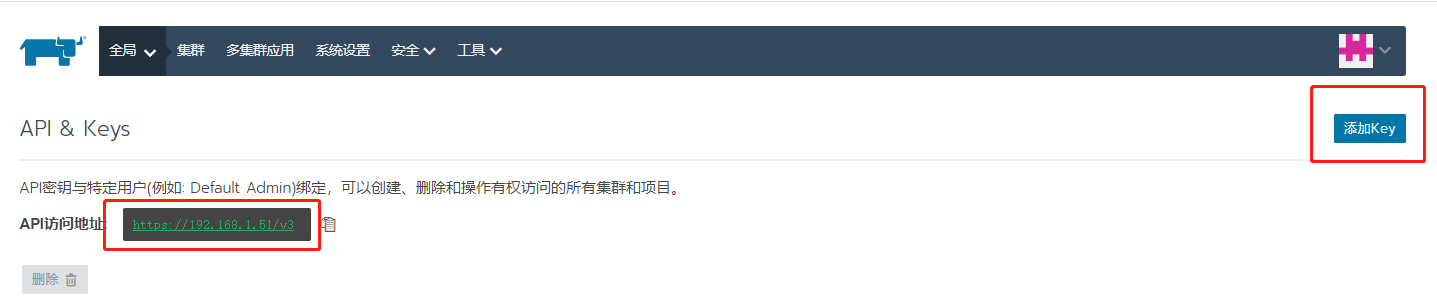 全局 集群 多集群应用 系统设置 安全 工具
API & Keys
添加Key
API密钥与特定用户(例如: Default Admin)绑定，可以创建、删除和操作有权访问的所有集群和项目。
API访问地址: https://192.168.1.51/v3
删除